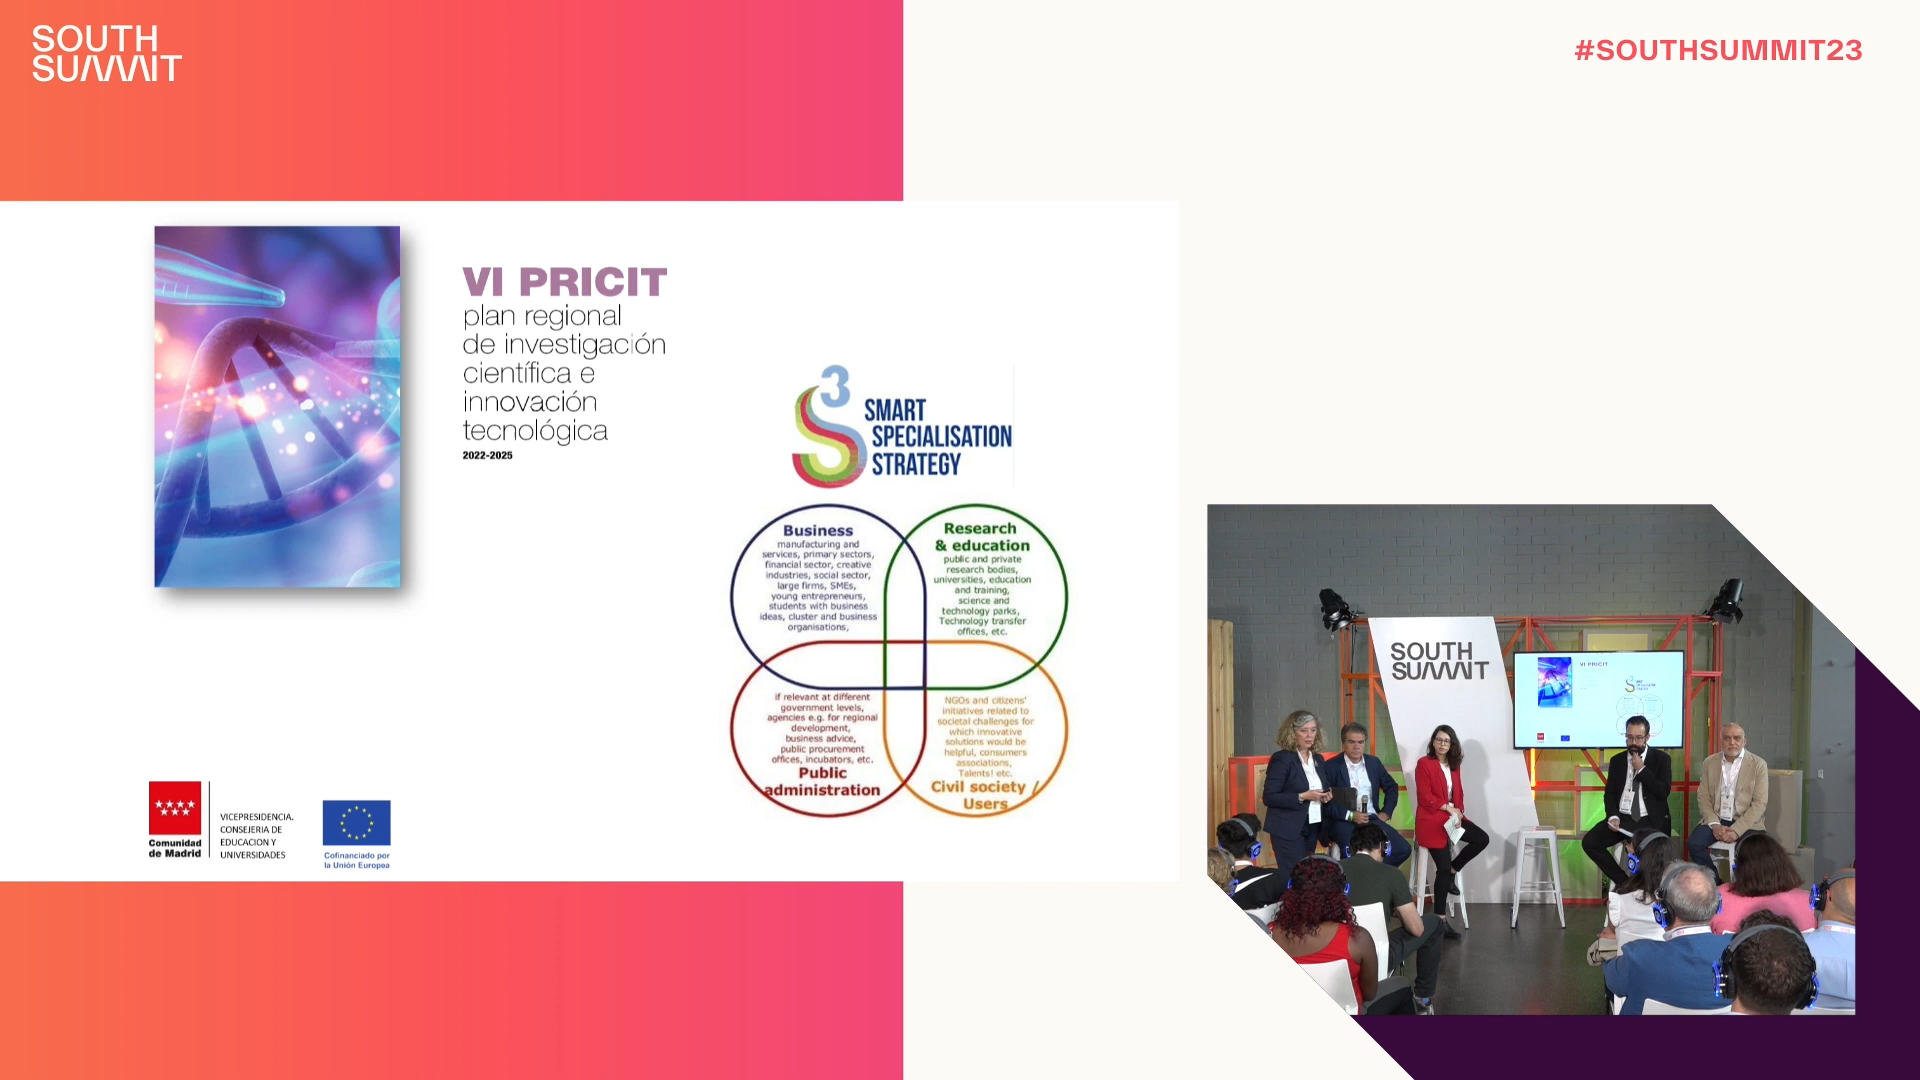 SOUTH
SUMMIT
#SOUTHSUMMIT23
VI PRICIT
plan regional
de investigación
científica e
innovación
tecnológica
2022-2025
S3
SMART
SPECIALISATION
STRATEGY
Business
manufacturing and
services, primary sectors,
financial sector, creative
industries, social sector,
large firms, SMEs,
young entrepreneurs,
students with business
ideas, cluster and business
organisations,
Research
& education
public and private
research bodies,
universities, education
and training,
science and
technology parks,
Technology transfer
offices, etc.
if relevant at different
government levels,
agencies e.g. for regional
development,
business advice,
public procurement
offices, incubators, etc.
Public
administration
NGOs and citizens'
initiatives related to
societal challenges for
which innovative
solutions would be
helpful, consumers
associations,
Talents! etc.
Civil society /
Users
Comunidad
de Madrid
VICEPRESIDENCIA.
CONSEJERIA DE
EDUCACION Y
UNIVERSIDADES
Cofinanciado por
la Unión Europea
SOUTH
SUMMIT
VI PRICIT